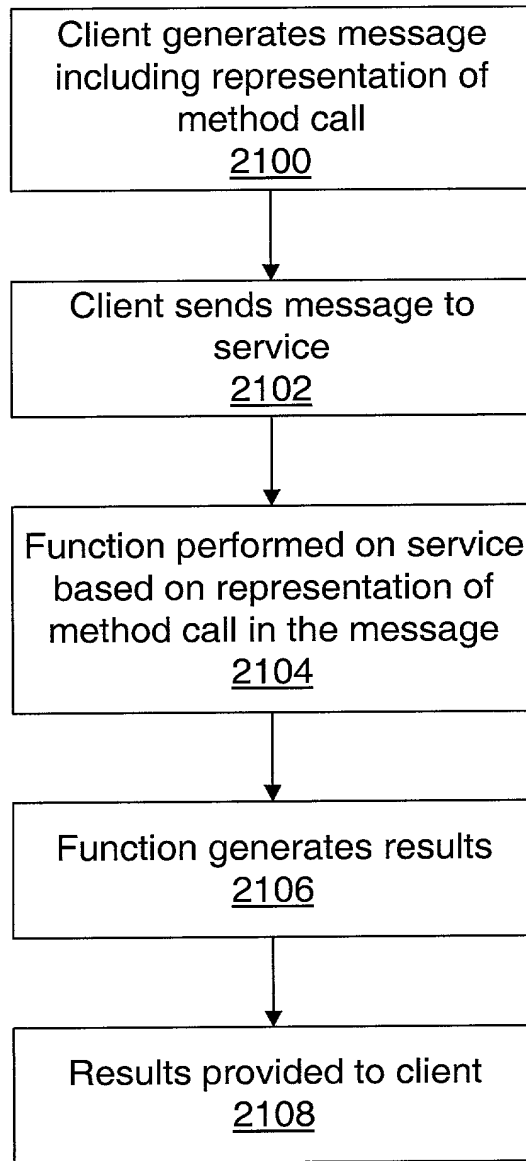 Client generates message
including representation of
method call
2100
Client sends message to
service
2102
Function performed on service
based on representation of
method call in the message
2104
Function generates results
2106
Results provided to client
2108